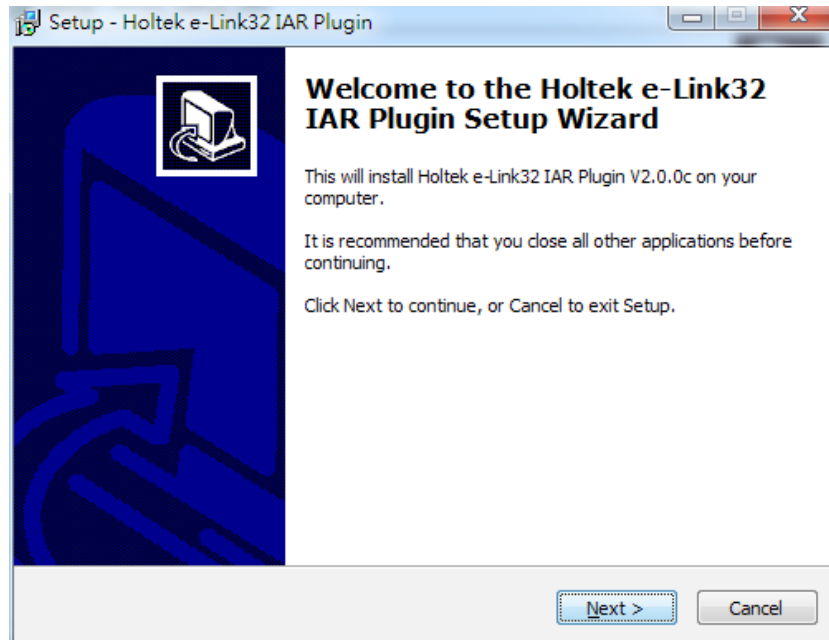 Setup - Holtek e-Link32 IAR Plugin
Welcome to the Holtek e-Link32
IAR Plugin Setup Wizard
This will install Holtek e-Link32 IAR Plugin V2.0.0c on your
computer.
It is recommended that you close all other applications before
continuing.
Click Next to continue, or Cancel to exit Setup.
Next >
Cancel